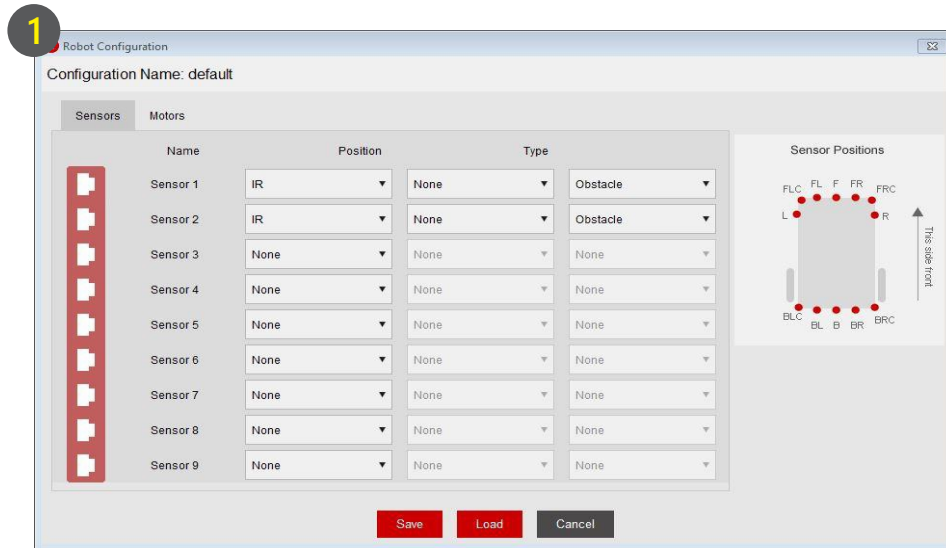 1
Robot Configuration
Configuration Name: default
Sensors Motors
Name Position Type
Sensor 1 IR None Obstacle
Sensor 2 IR None Obstacle
Sensor 3 None None None
Sensor 4 None None None
Sensor 5 None None None
Sensor 6 None None None
Sensor 7 None None None
Sensor 8 None None None
Sensor 9 None None None
Sensor Positions
FLC FL F FR FRC
L R
This side front
BLC BL B BR BRC
Save Load Cancel